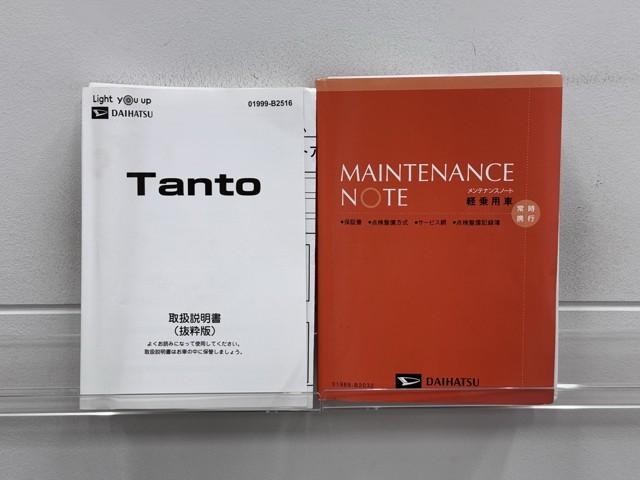 Light you up
DAIHATSU
01999-B2516
Tanto
取扱説明書
(抜粋版)
よくお読みになって使用してください。
取扱説明書はお車の中に保管しましょう。
MAINTENANCE
NOTE
メンテナンスノート
軽乗用車
常時
携行
●保証書 ●点検整備方式 ●サービス網 ●点検整備記録簿
01999-B2032
DAIHATSU